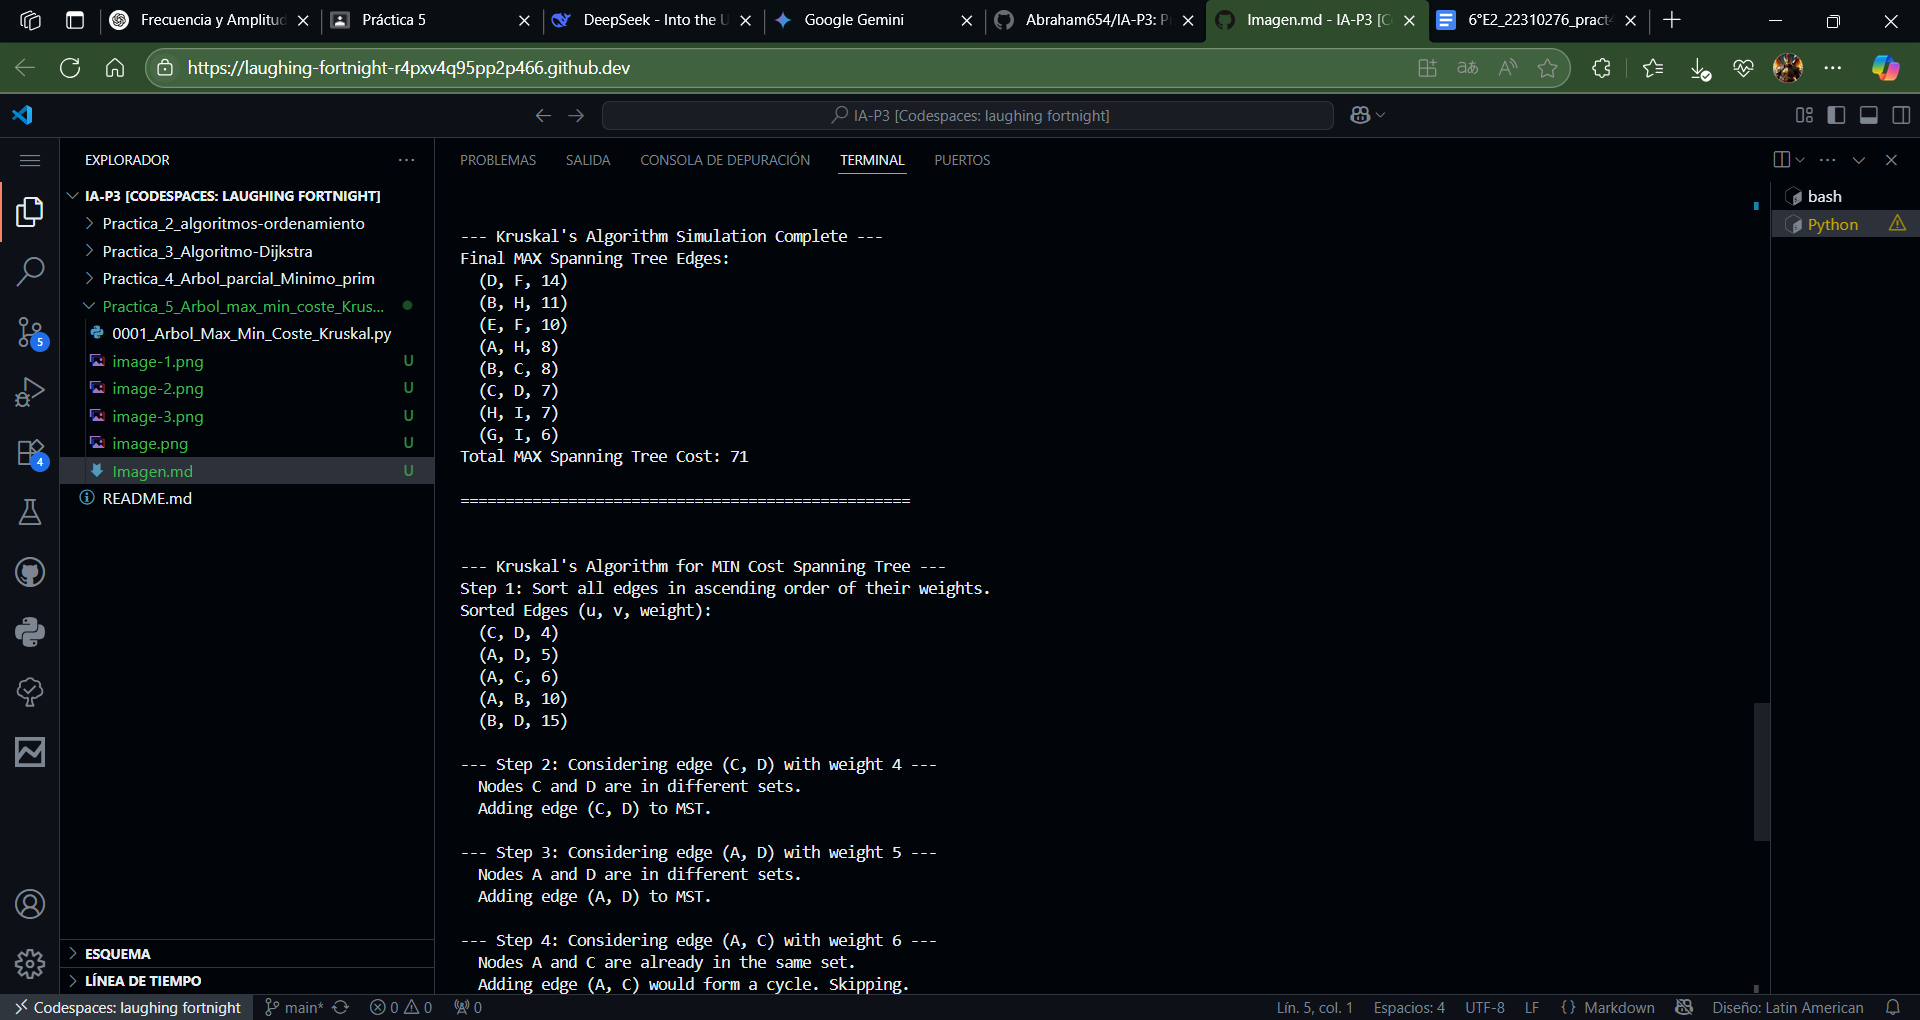 Frecuencia y Amplitud
Práctica 5
DeepSeek - Into the U
Google Gemini
Abraham654/IA-P3: P
Imagen.md - IA-P3 [C
6°E2_22310276_pract
https://laughing-fortnight-r4pxv4q95pp2p466.github.dev
IA-P3 [Codespaces: laughing fortnight]
EXPLORADOR
IA-P3 [CODESPACES: LAUGHING FORTNIGHT]
Practica_2_algoritmos-ordenamiento
Practica_3_Algoritmo-Dijkstra
Practica_4_Arbol_parcial_Minimo_prim
Practica_5_Arbol_max_min_coste_Krus...
0001_Arbol_Max_Min_Coste_Kruskal.py
image-1.png U
image-2.png U
image-3.png U
image.png U
Imagen.md U
README.md
5
4
ESQUEMA
LÍNEA DE TIEMPO
PROBLEMAS SALIDA CONSOLA DE DEPURACIÓN TERMINAL PUERTOS
--- Kruskal's Algorithm Simulation Complete ---
Final MAX Spanning Tree Edges:
(D, F, 14)
(B, H, 11)
(E, F, 10)
(A, H, 8)
(B, C, 8)
(C, D, 7)
(H, I, 7)
(G, I, 6)
Total MAX Spanning Tree Cost: 71
==================================================
--- Kruskal's Algorithm for MIN Cost Spanning Tree ---
Step 1: Sort all edges in ascending order of their weights.
Sorted Edges (u, v, weight):
(C, D, 4)
(A, D, 5)
(A, C, 6)
(A, B, 10)
(B, D, 15)
--- Step 2: Considering edge (C, D) with weight 4 ---
Nodes C and D are in different sets.
Adding edge (C, D) to MST.
--- Step 3: Considering edge (A, D) with weight 5 ---
Nodes A and D are in different sets.
Adding edge (A, D) to MST.
--- Step 4: Considering edge (A, C) with weight 6 ---
Nodes A and C are already in the same set.
Adding edge (A, C) would form a cycle. Skipping.
bash
Python
Codespaces: laughing fortnight main* 0 0 0 Lín. 5, col. 1 Espacios: 4 UTF-8 LF {} Markdown Diseño: Latin American